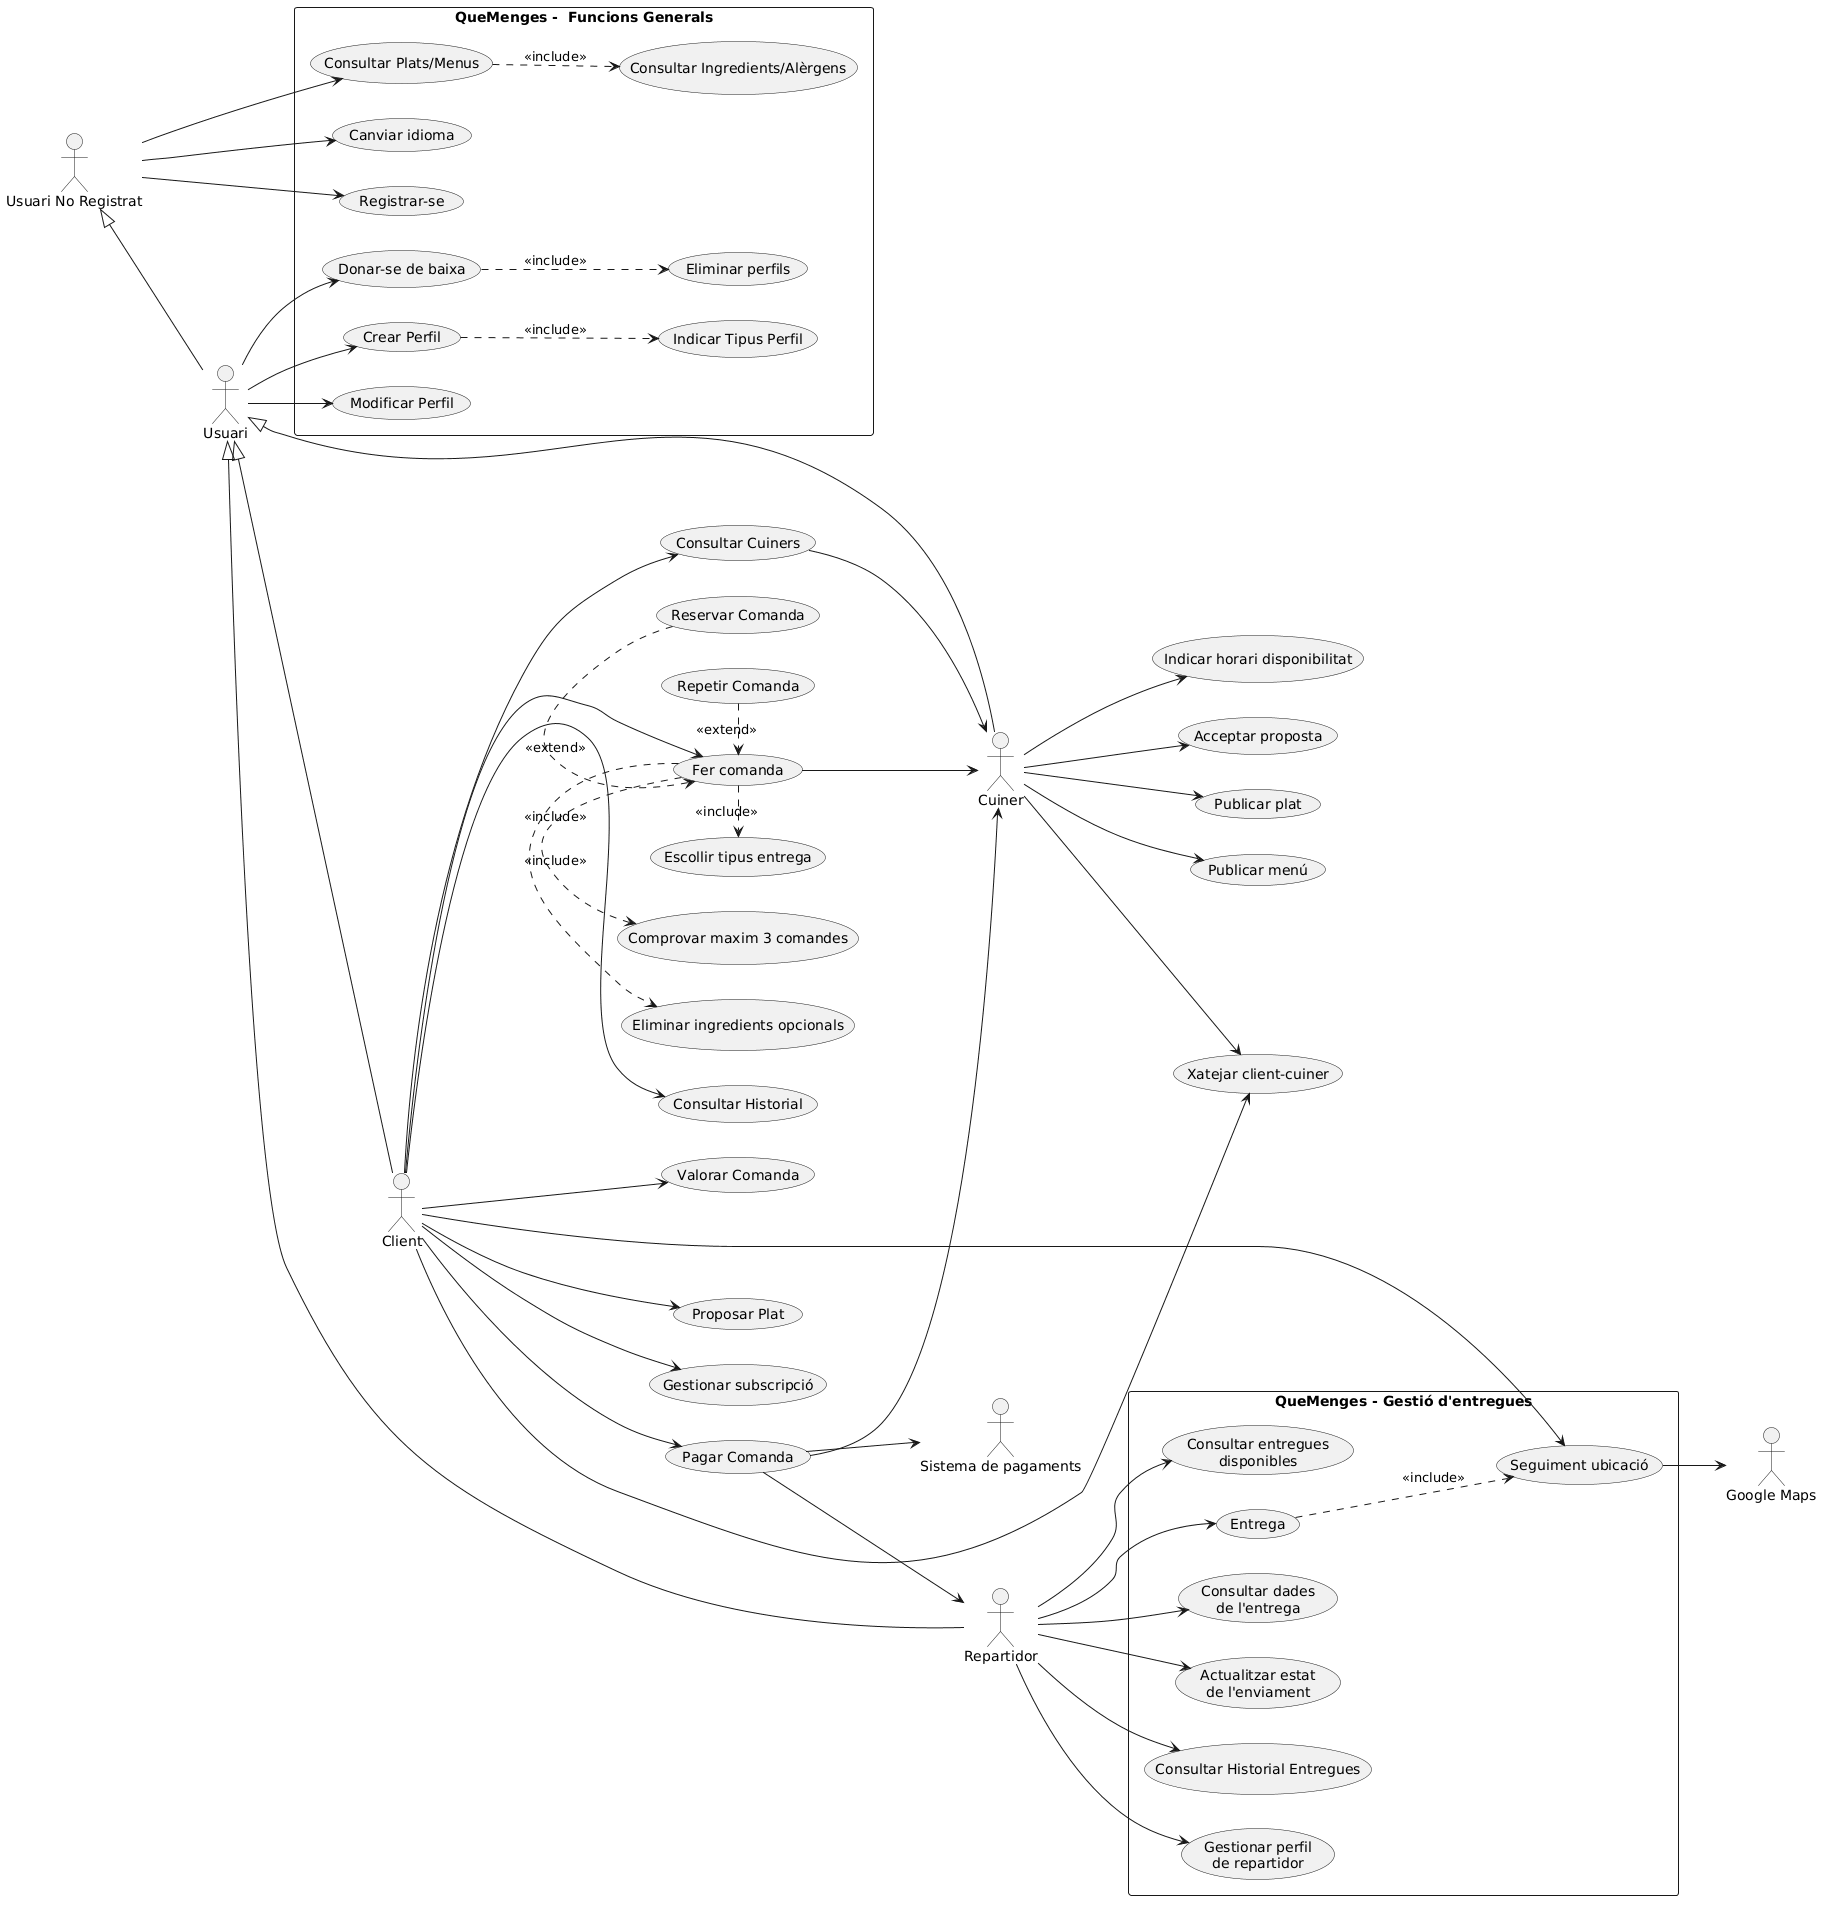 QueMenges -  Funcions Generals
Consultar Plats/Menus
«include»
Consultar Ingredients/Alèrgens
Canviar idioma
Usuari No Registrat
Registrar-se
Donar-se de baixa
«include»
Eliminar perfils
Crear Perfil
«include»
Indicar Tipus Perfil
Modificar Perfil
Usuari
Consultar Cuiners
Reservar Comanda
Indicar horari disponibilitat
Repetir Comanda
«extend»
Acceptar proposta
«extend»
Fer comanda
Cuiner
Publicar plat
«include»
«include»
Escollir tipus entrega
«include»
Publicar menú
Comprovar maxim 3 comandes
Eliminar ingredients opcionals
Xatejar client-cuiner
Consultar Historial
Valorar Comanda
Client
Proposar Plat
Gestionar subscripció
QueMenges - Gestió d'entregues
Pagar Comanda
Sistema de pagaments
Consultar entregues
disponibles
Seguiment ubicació
«include»
Google Maps
Entrega
Consultar dades
de l'entrega
Repartidor
Actualitzar estat
de l'enviament
Consultar Historial Entregues
Gestionar perfil
de repartidor